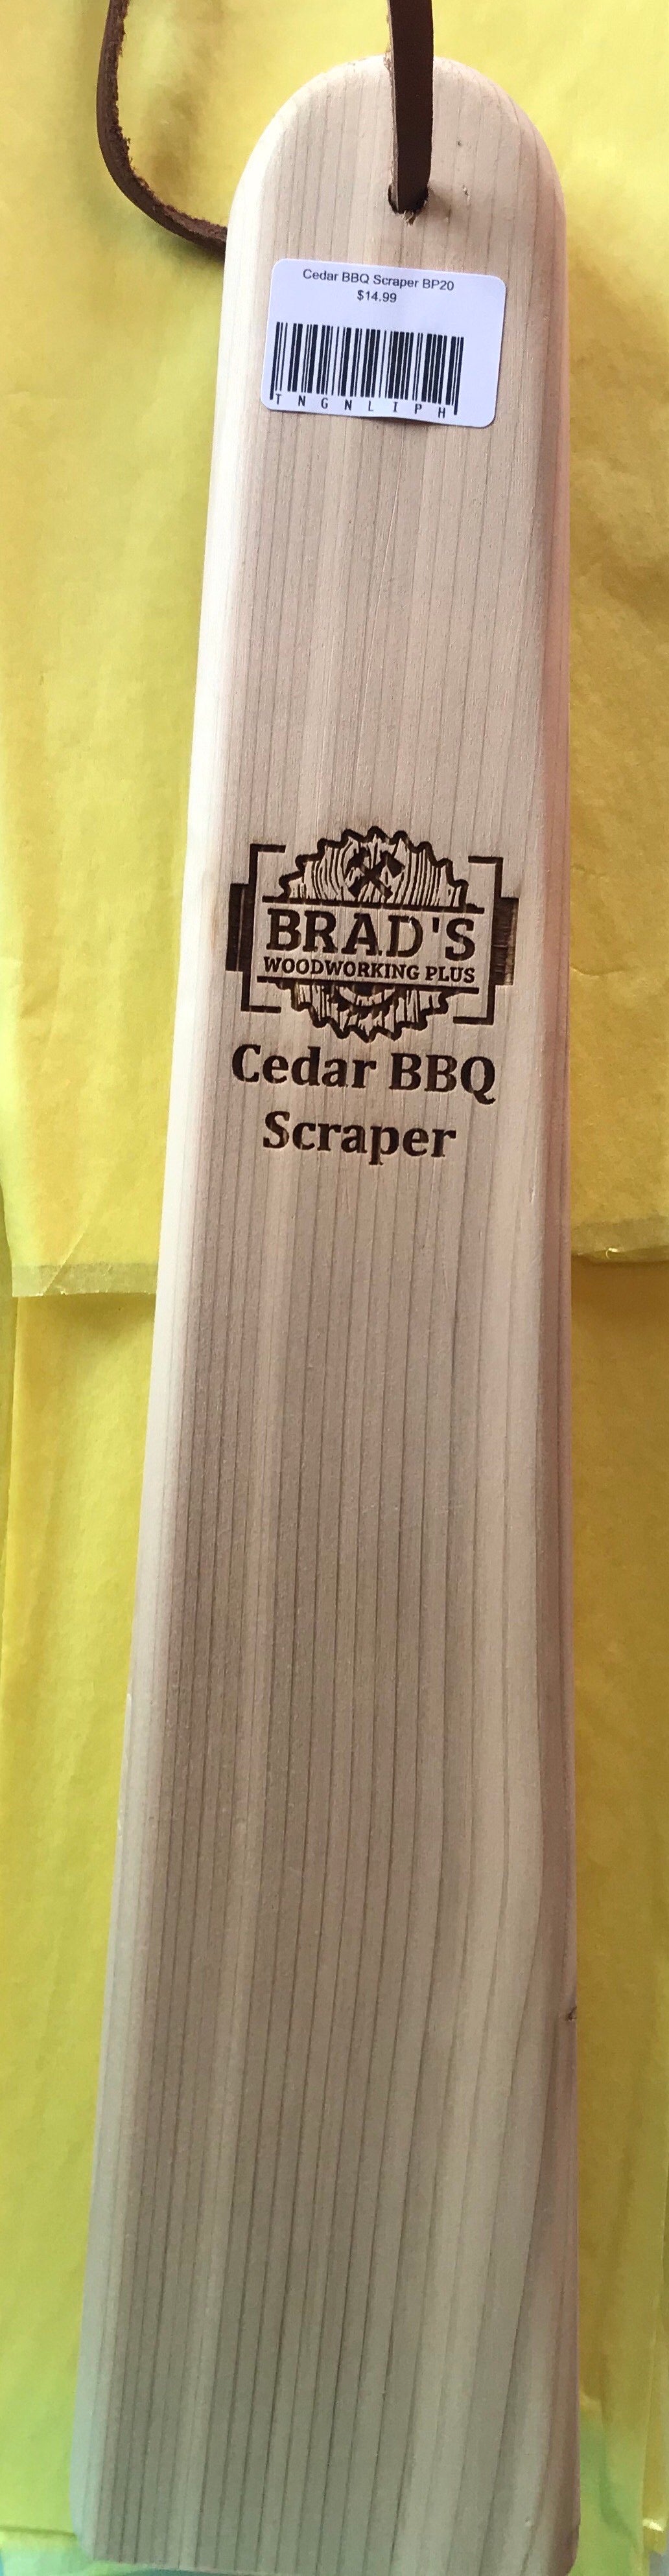 Cedar BBQ Scraper BP20
$14.99
T N G N L I P H
BRAD'S
WOODWORKING PLUS
Cedar BBQ
Scraper